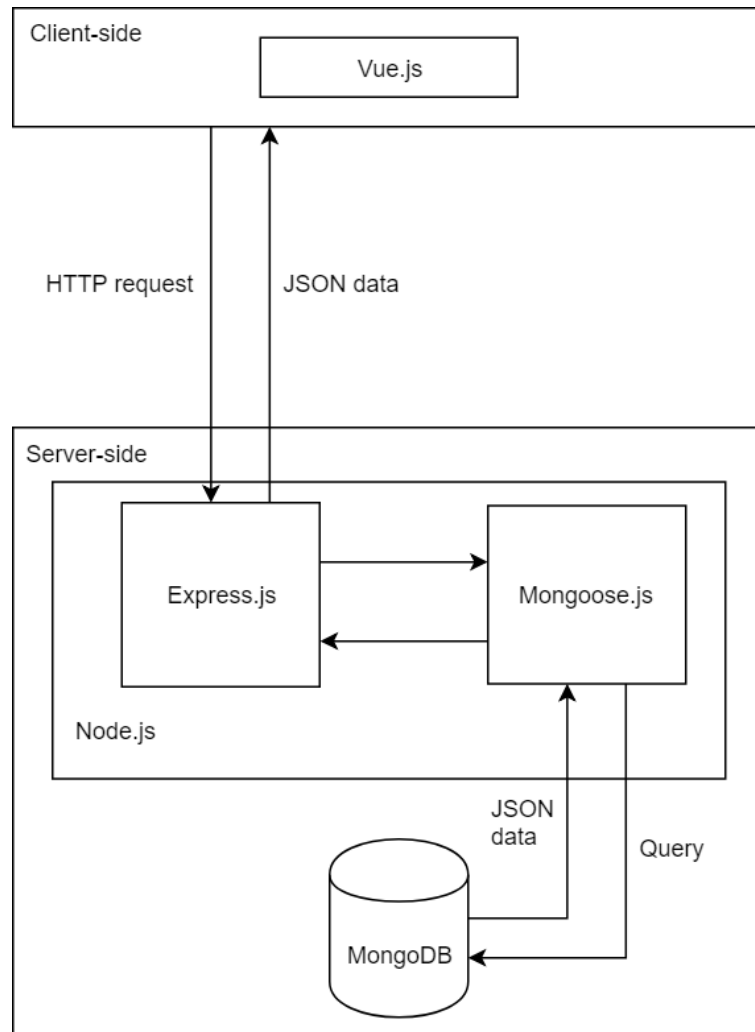 Client-side
Vue.js
HTTP request
JSON data
Server-side
Express.js
Mongoose.js
Node.js
JSON
data
Query
MongoDB